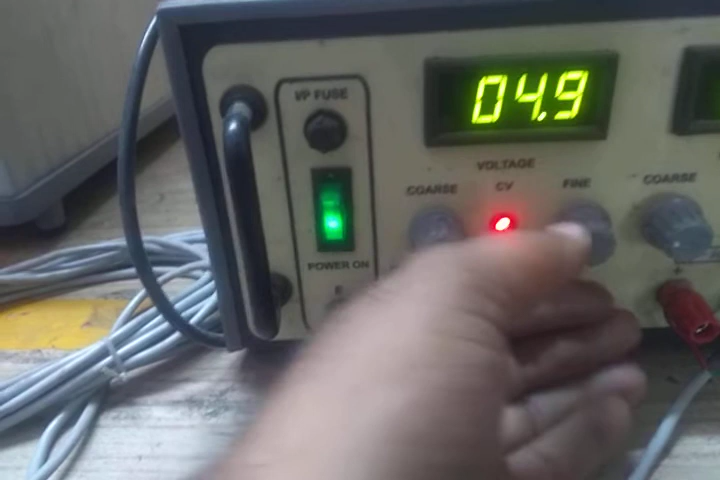 I/P FUSE
04.9
VOLTAGE
COARSE CV FINE COARSE
POWER ON